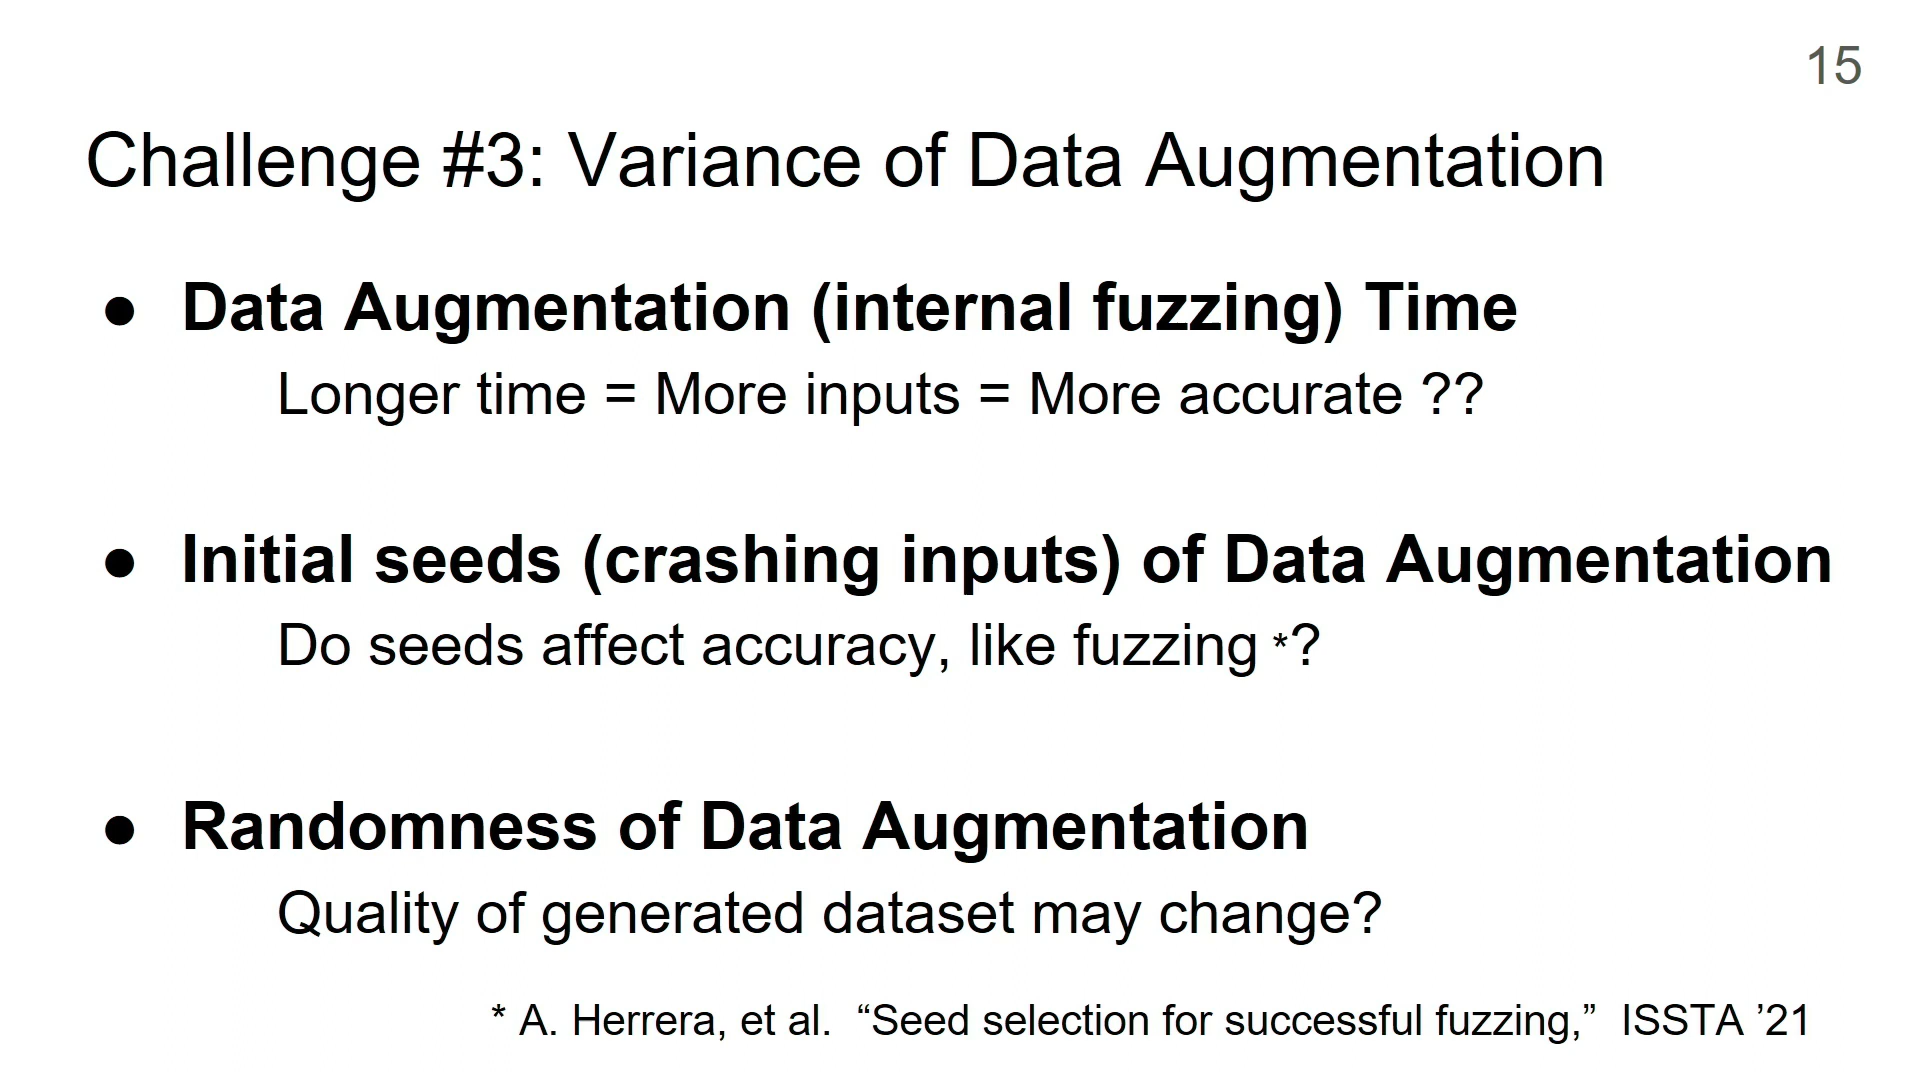 15
Challenge #3: Variance of Data Augmentation
● Data Augmentation (internal fuzzing) Time
Longer time = More inputs = More accurate ??
● Initial seeds (crashing inputs) of Data Augmentation
Do seeds affect accuracy, like fuzzing *?
● Randomness of Data Augmentation
Quality of generated dataset may change?
* A. Herrera, et al. “Seed selection for successful fuzzing,” ISSTA ’21